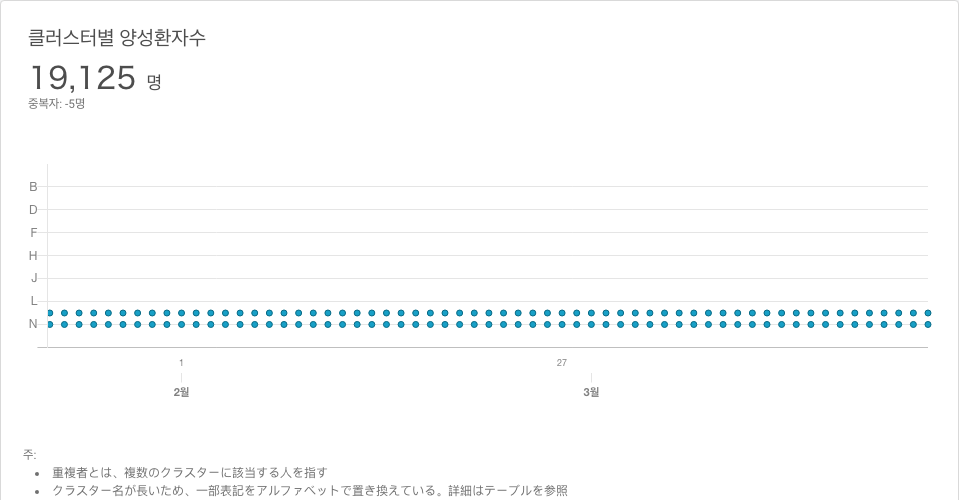 클러스터별 양성환자수
19,125 명
중복자: -5명
B
D
F
H
J
L
N
1 27
2월 3월
주:
• 重複者とは、複数のクラスターに該当する人を指す
• クラスター名が長いため、一部表記をアルファベットで置き換えている。詳細はテーブルを参照